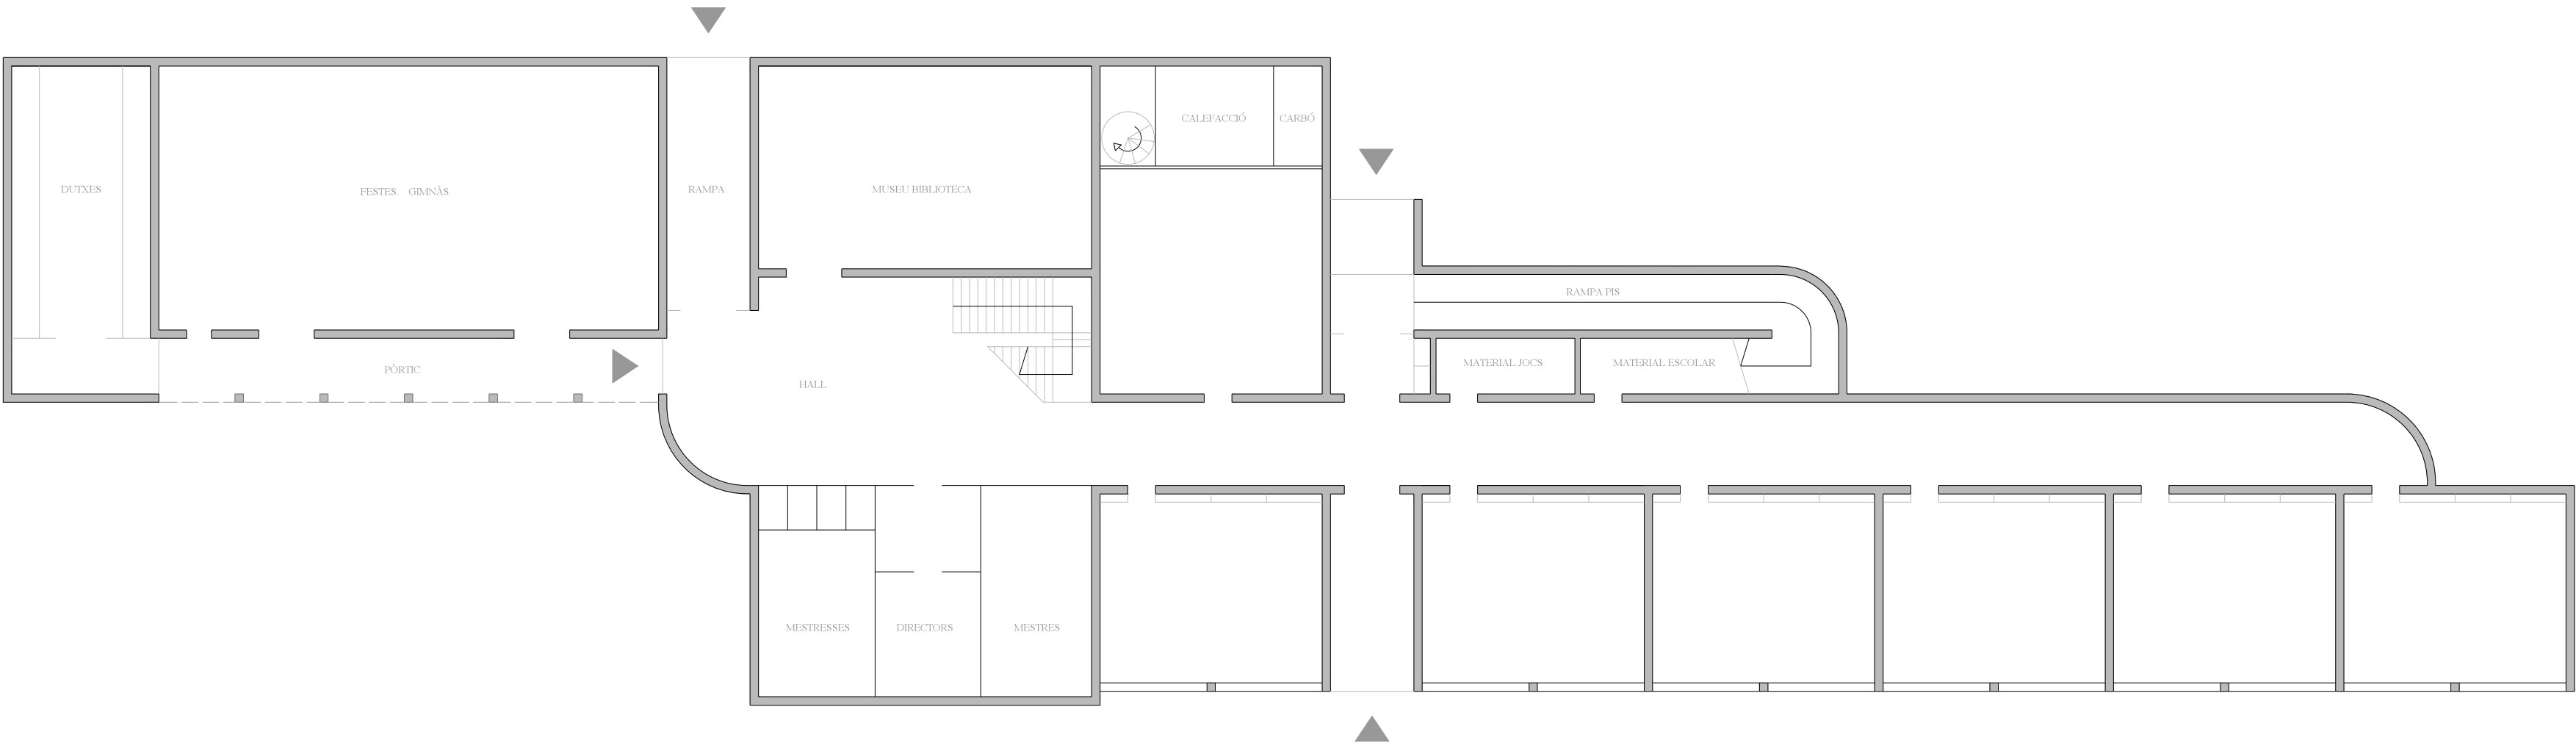 CALEFACCIÓ
CARBÓ
DUTXES
FESTES. GIMNÀS
RAMPA
MUSEU BIBLIOTECA
RAMPA PIS
PÒRTIC
HALL
MATERIAL JOCS
MATERIAL ESCOLAR
MESTRESSES
DIRECTORS
MESTRES